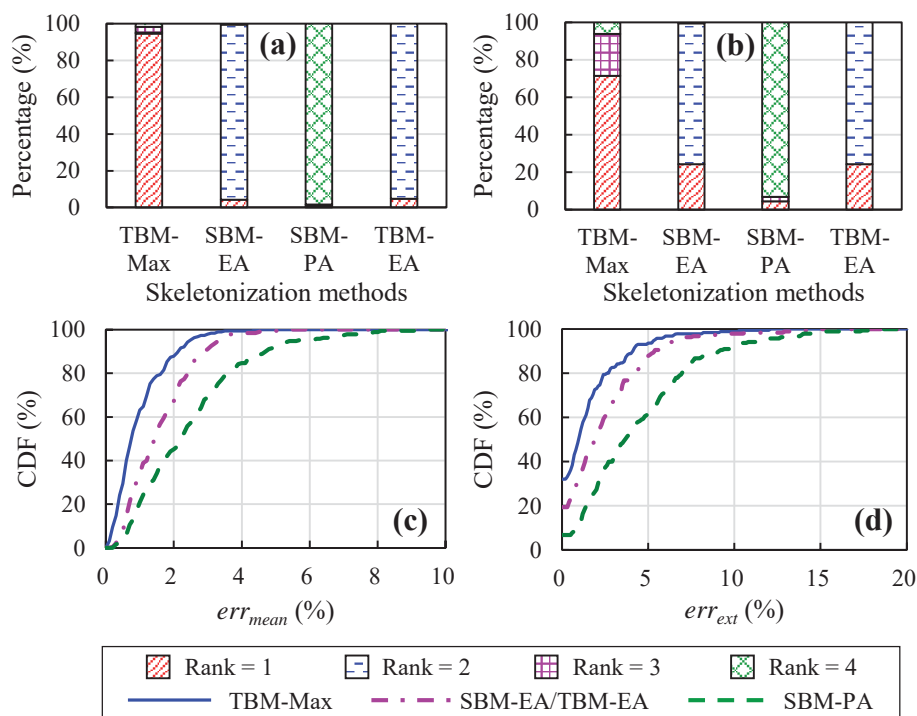 (a)
Percentage (%)
100
80
60
40
20
0
TBM-Max
SBM-EA
SBM-PA
TBM-EA
Skeletonization methods
(b)
Percentage (%)
100
80
60
40
20
0
TBM-Max
SBM-EA
SBM-PA
TBM-EA
Skeletonization methods
(c)
CDF (%)
100
80
60
40
20
0
0 2 4 6 8 10
err_mean (%)
(d)
CDF (%)
100
80
60
40
20
0
0 5 10 15 20
err_ext (%)
Rank = 1 Rank = 2 Rank = 3 Rank = 4
TBM-Max SBM-EA/TBM-EA SBM-PA